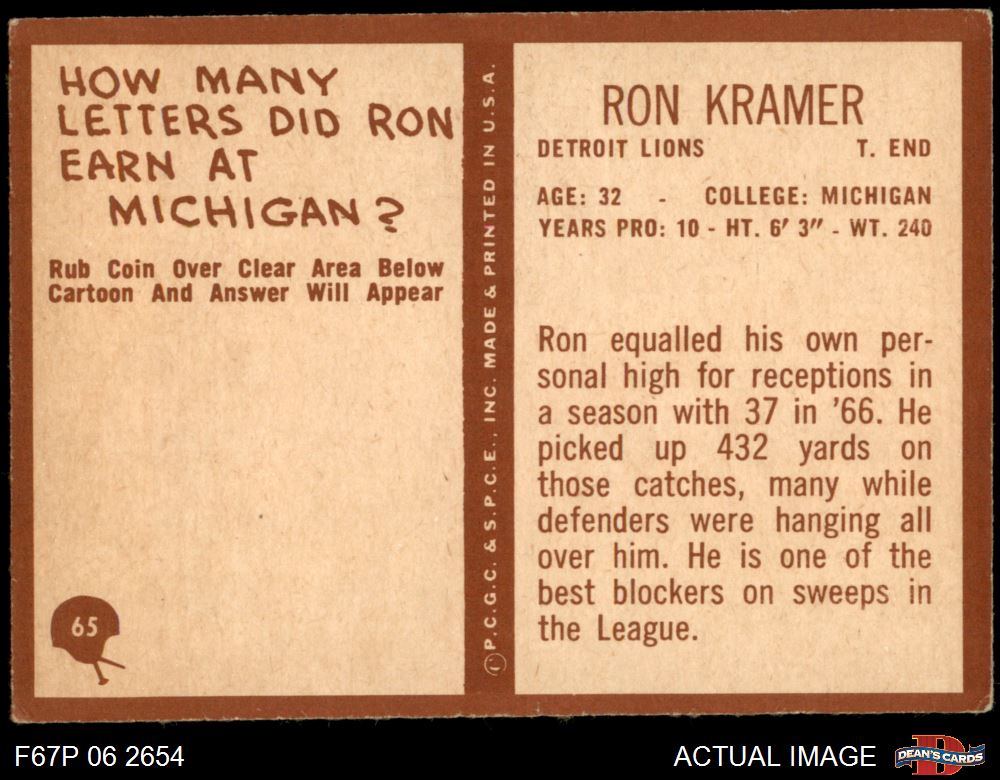 HOW MANY
LETTERS DID RON
EARN AT
MICHIGAN?
Rub Coin Over Clear Area Below
Cartoon And Answer Will Appear
65
©P.C.G.C. & S.P.C.E., INC. MADE & PRINTED IN U.S.A.
RON KRAMER
DETROIT LIONS T. END
AGE: 32 - COLLEGE: MICHIGAN
YEARS PRO: 10 - HT. 6' 3" - WT. 240
Ron equalled his own per-
sonal high for receptions in
a season with 37 in '66. He
picked up 432 yards on
those catches, many while
defenders were hanging all
over him. He is one of the
best blockers on sweeps in
the League.
F67P 06 2654
ACTUAL IMAGE
DEAN'S CARDS